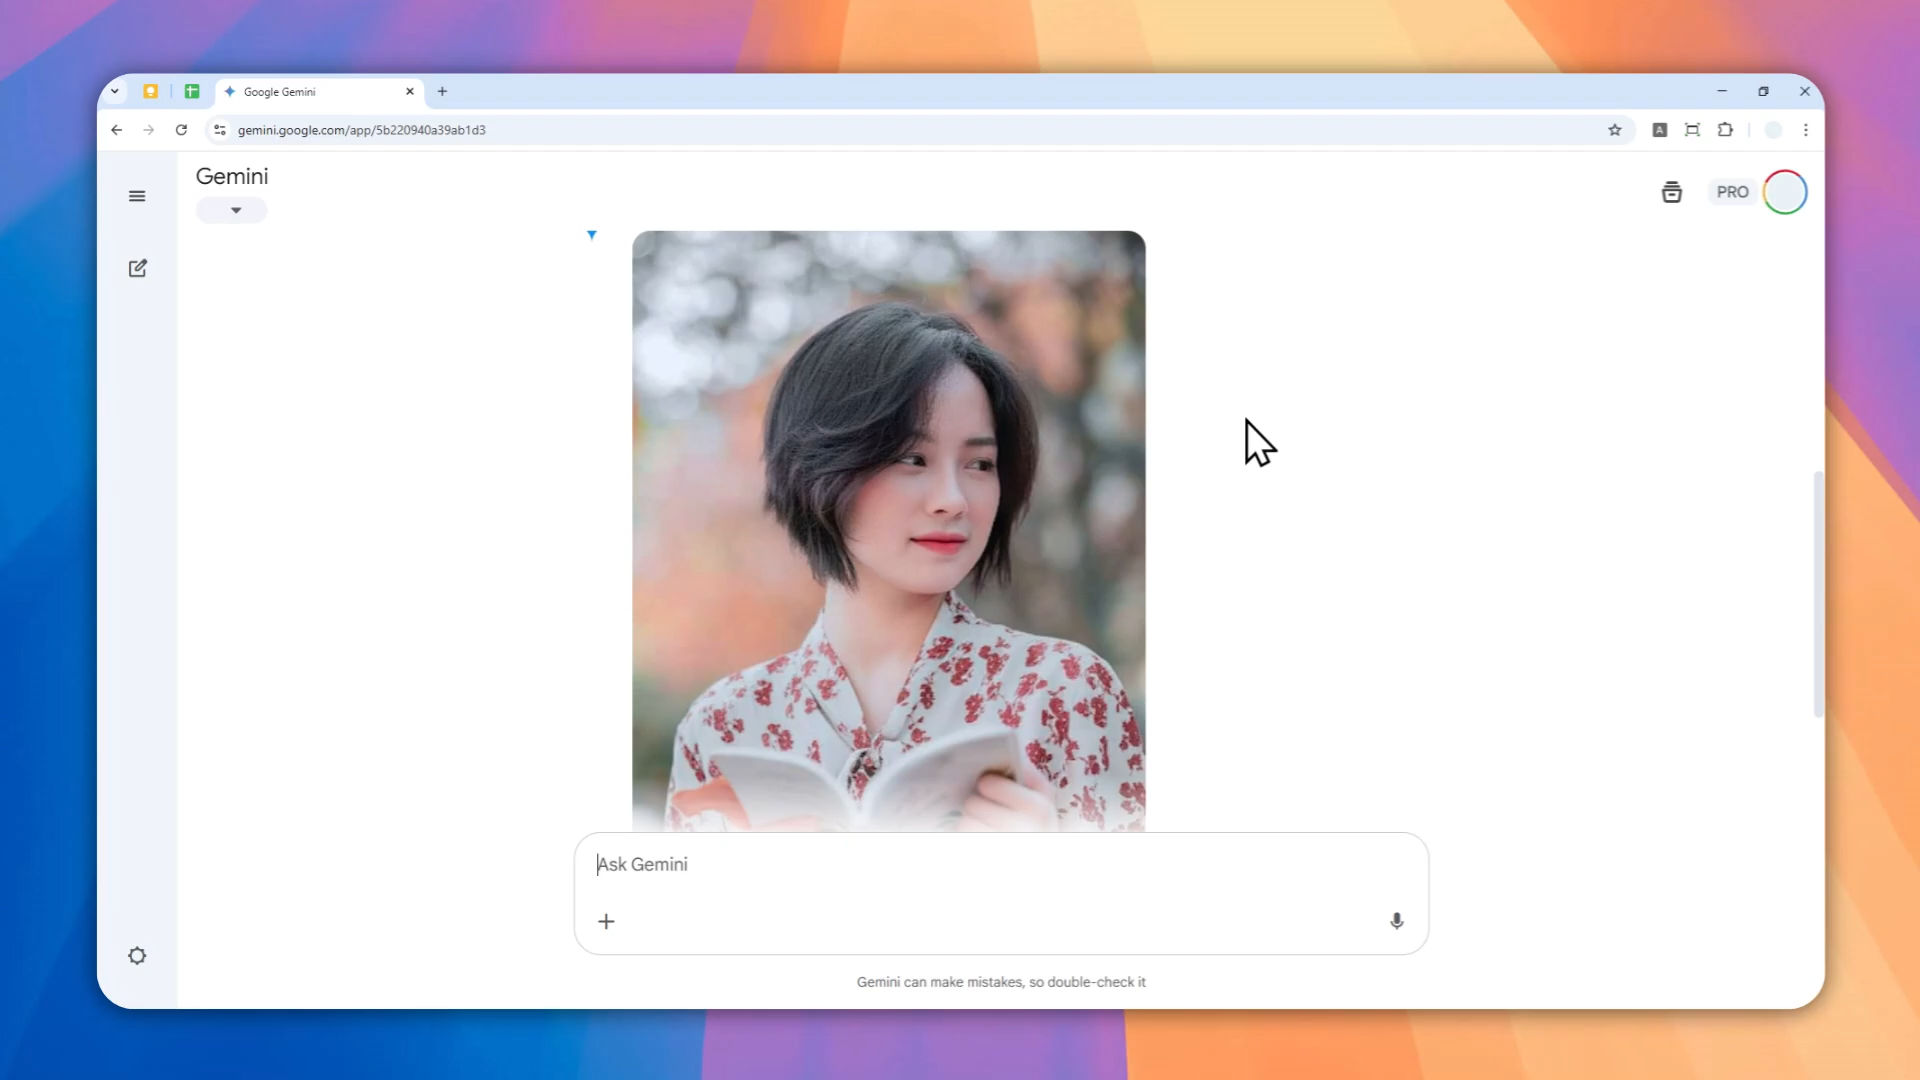 Google Gemini
gemini.google.com/app/5b220940a39ab1d3
A
Gemini
PRO
Ask Gemini
Gemini can make mistakes, so double-check it